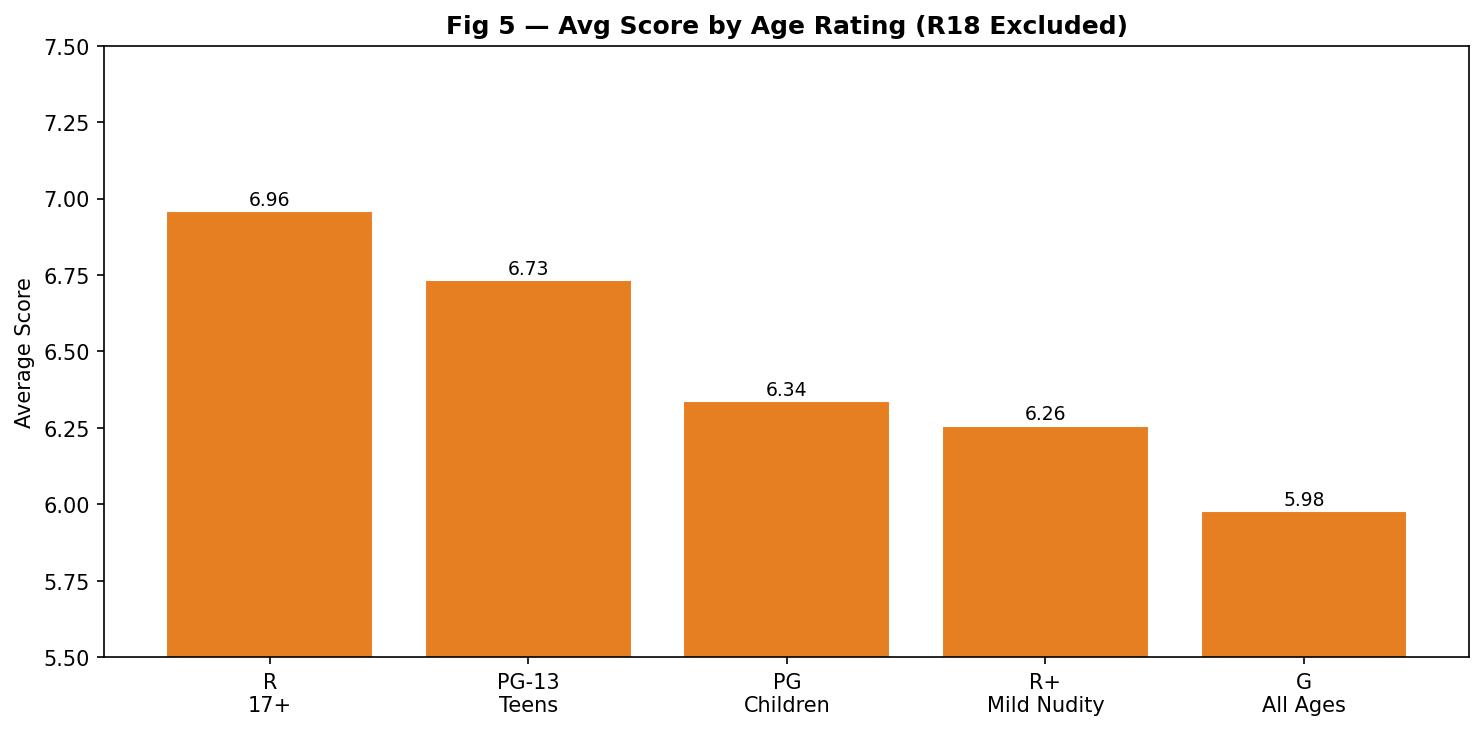 Fig 5 — Avg Score by Age Rating (R18 Excluded)
Average Score
7.50
7.25
7.00
6.75
6.50
6.25
6.00
5.75
5.50
6.96
6.73
6.34
6.26
5.98
R
17+
PG-13
Teens
PG
Children
R+
Mild Nudity
G
All Ages